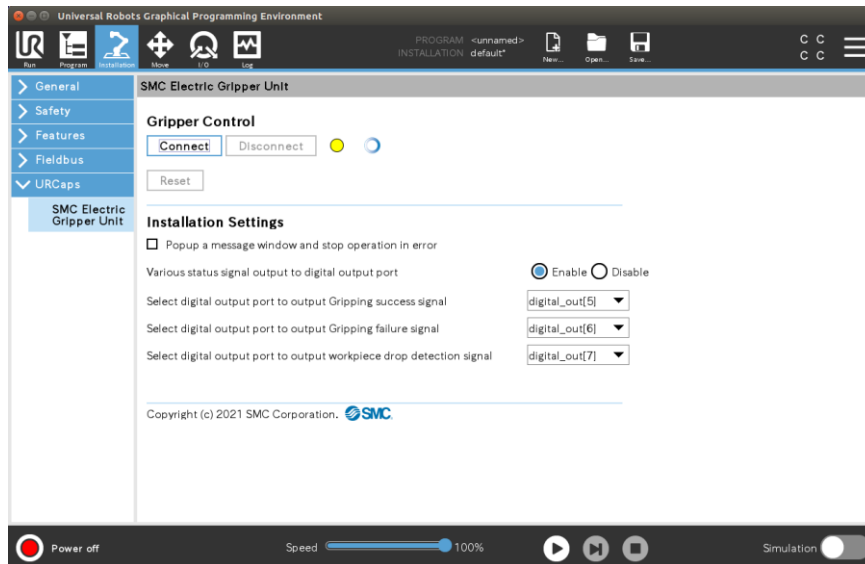 Universal Robots Graphical Programming Environment
Run
Program
Installation
Move
I/O
Log
PROGRAM <unnamed>
INSTALLATION default*
New...
Open...
Save...
C C
C C
General
Safety
Features
Fieldbus
URCaps
SMC Electric
Gripper Unit
SMC Electric Gripper Unit
Gripper Control
Connect
Disconnect
Reset
Installation Settings
Popup a message window and stop operation in error
Various status signal output to digital output port
Enable
Disable
Select digital output port to output Gripping success signal
digital_out[5]
Select digital output port to output Gripping failure signal
digital_out[6]
Select digital output port to output workpiece drop detection signal
digital_out[7]
Copyright (c) 2021 SMC Corporation. SMC
Power off
Speed
100%
Simulation